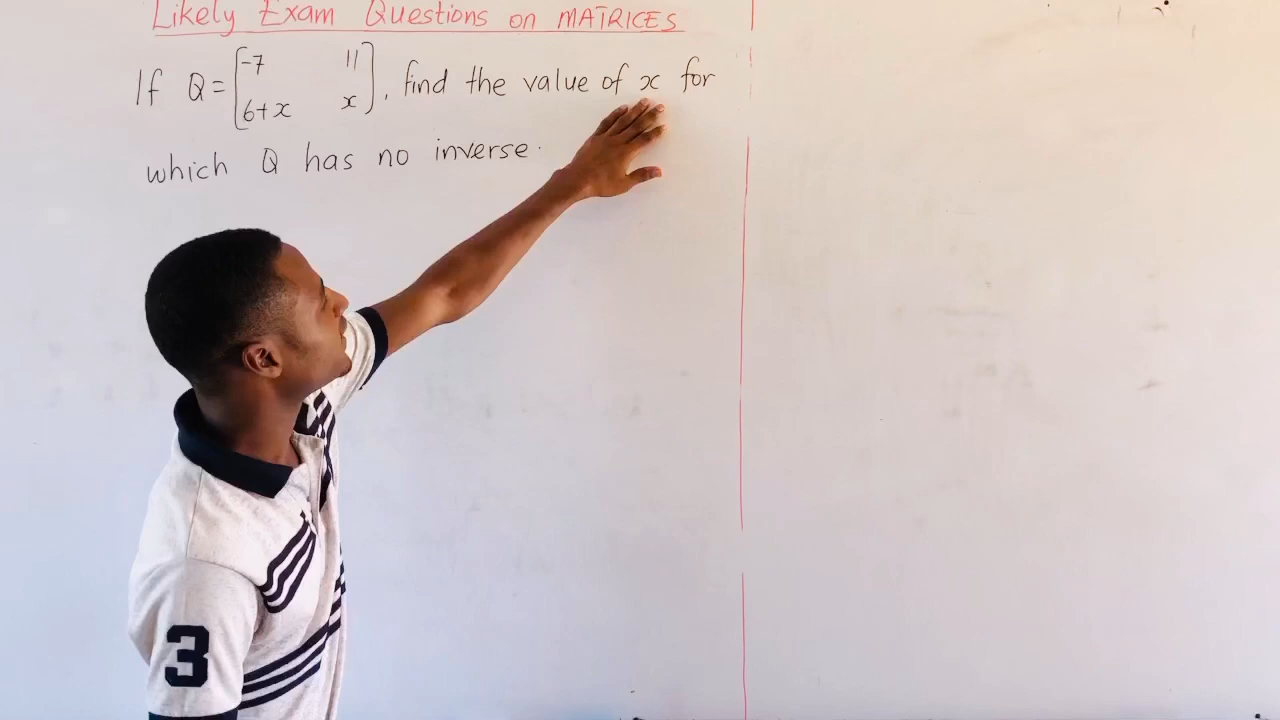 Likely Exam Questions on MATRICES
If Q = [-7 11
6+x x], find the value of x for
which Q has no inverse.
3